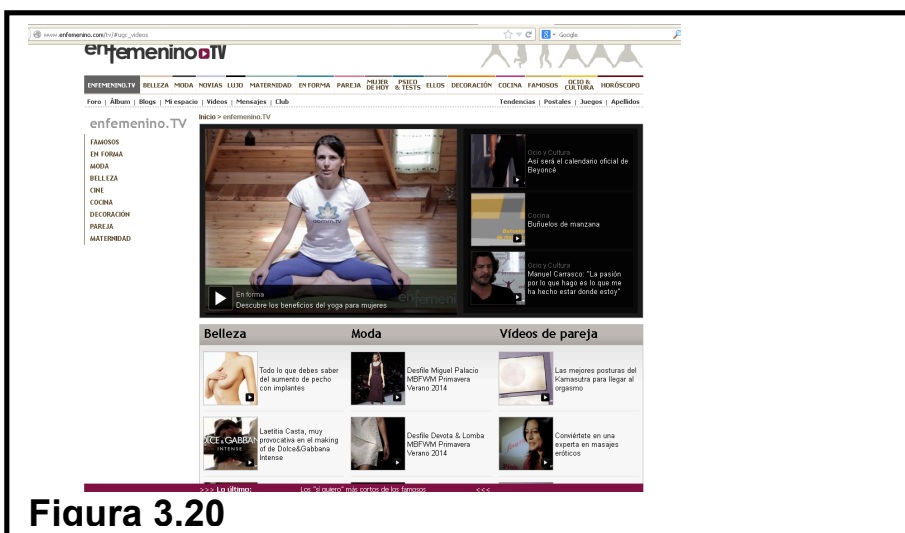 www.enfemenino.com/tv/#ugc_videos
Google
enfemenino TV
ENFEMENINO.TV BELLEZA MODA NOVIAS LUJO MATERNIDAD EN FORMA PAREJA MUJER DE HOY PSICO & TESTS ELLOS DECORACIÓN COCINA FAMOSOS OCIO & CULTURA HORÓSCOPO
Foro | Álbum | Blogs | Mi espacio | Videos | Mensajes | Club
Tendencias | Postales | Juegos | Apellidos
Inicio > enfemenino.TV
enfemenino.TV
FAMOSOS
EN FORMA
MODA
BELLEZA
CINE
COCINA
DECORACIÓN
PAREJA
MATERNIDAD
En forma
Descubre los beneficios del yoga para mujeres
Ocio y Cultura
Así será el calendario oficial de
Beyoncé
Cocina
Buñuelos de manzana
Ocio y Cultura
Manuel Carrasco: "La pasión
por lo que hago es lo que me
ha hecho estar donde estoy"
Belleza
Todo lo que debes saber
del aumento de pecho
con implantes
DOLCE & GABBANA
INTENSE
Laetitia Casta, muy
provocativa en el making
of de Dolce&Gabbana
Intense
Moda
Desfile Miguel Palacio
MBFWM Primavera
Verano 2014
Desfile Devota & Lomba
MBFWM Primavera
Verano 2014
Vídeos de pareja
Las mejores posturas del
Kamasutra para llegar al
orgasmo
Conviértete en una
experta en masajes
eróticos
>>> Lo último: Los "sí quiero" más cortos de los famosos <<<
Figura 3.20